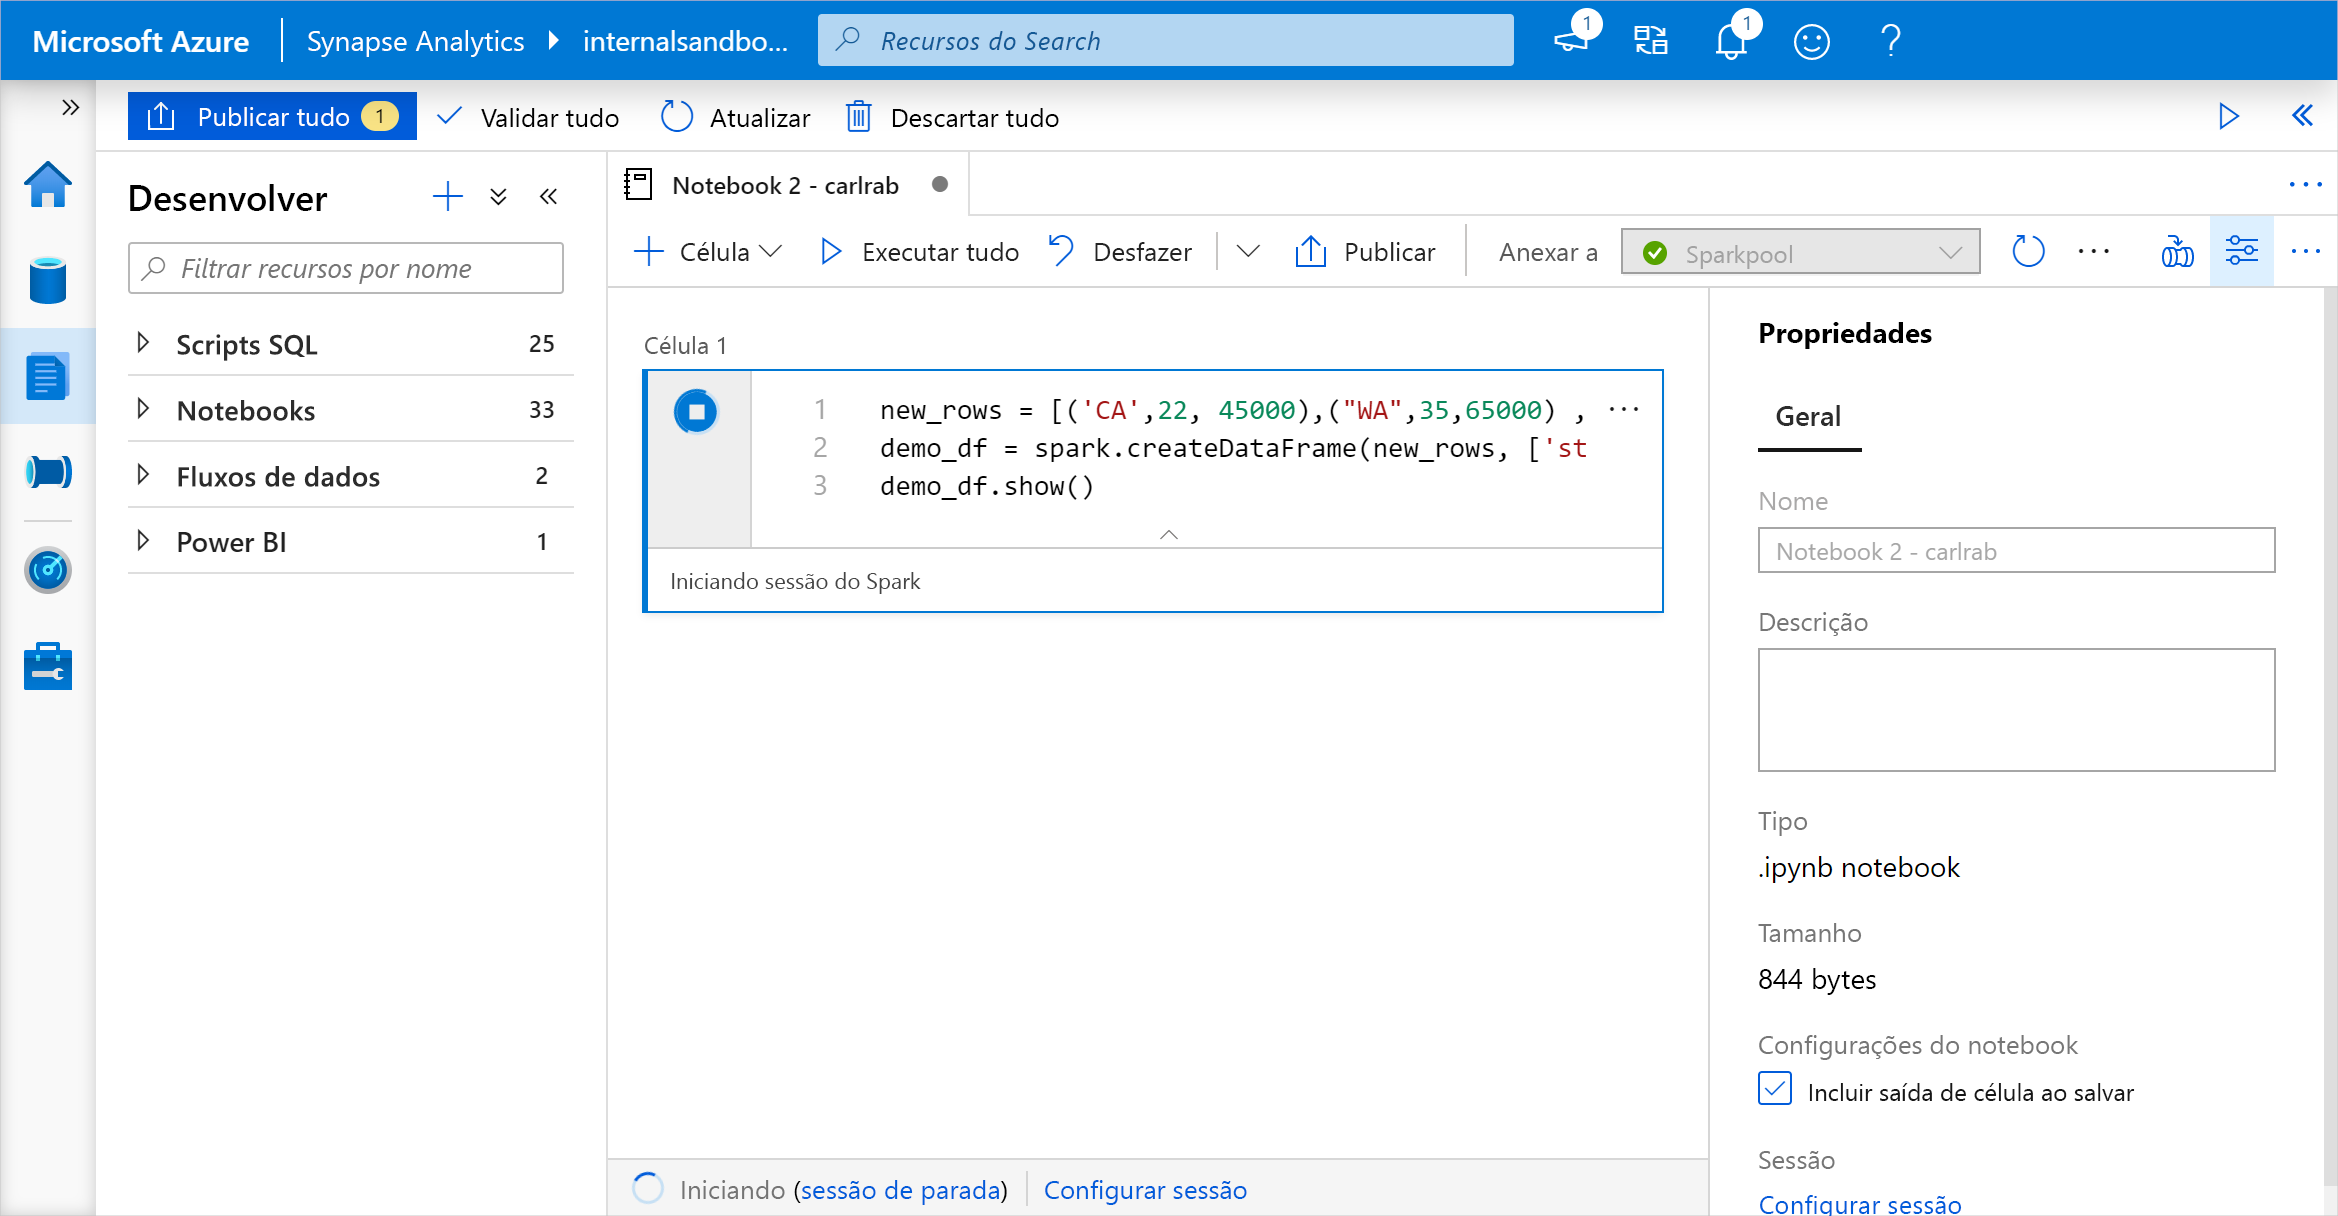 Microsoft Azure
Synapse Analytics
internalsandbo...
Recursos do Search
1
1
Publicar tudo 1
Validar tudo
Atualizar
Descartar tudo
Desenvolver
Filtrar recursos por nome
Scripts SQL 25
Notebooks 33
Fluxos de dados 2
Power BI 1
Notebook 2 - carlrab
Célula
Executar tudo
Desfazer
Publicar
Anexar a
Sparkpool
Célula 1
1 new_rows = [('CA',22, 45000),("WA",35,65000) ,
2 demo_df = spark.createDataFrame(new_rows, ['st
3 demo_df.show()
Iniciando sessão do Spark
Iniciando (sessão de parada)
Configurar sessão
Propriedades
Geral
Nome
Notebook 2 - carlrab
Descrição
Tipo
.ipynb notebook
Tamanho
844 bytes
Configurações do notebook
Incluir saída de célula ao salvar
Sessão
Configurar sessão